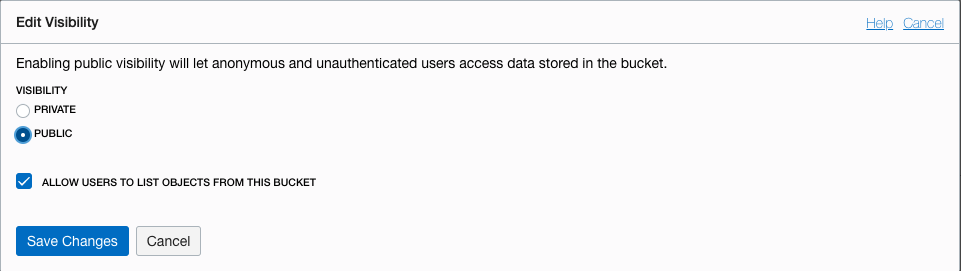 Edit Visibility
Help Cancel
Enabling public visibility will let anonymous and unauthenticated users access data stored in the bucket.
VISIBILITY
PRIVATE
PUBLIC
ALLOW USERS TO LIST OBJECTS FROM THIS BUCKET
Save Changes Cancel